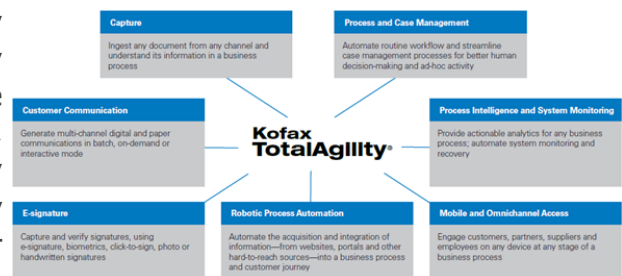 Capture
Ingest any document from any channel and
understand its information in a business
process
Process and Case Management
Automate routine workflow and streamline
case management processes for better human
decision-making and ad-hoc activity
Customer Communication
Generate multi-channel digital and paper
communications in batch, on-demand or
interactive mode
Kofax
TotalAgility®
Process Intelligence and System Monitoring
Provide actionable analytics for any business
process; automate system monitoring and
recovery
E-signature
Capture and verify signatures, using
e-signature, biometrics, click-to-sign, photo or
handwritten signatures
Robotic Process Automation
Automate the acquisition and integration of
information—from websites, portals and other
hard-to-reach sources—into a business process
and customer journey
Mobile and Omnichannel Access
Engage customers, partners, suppliers and
employees on any device at any stage of a
business process